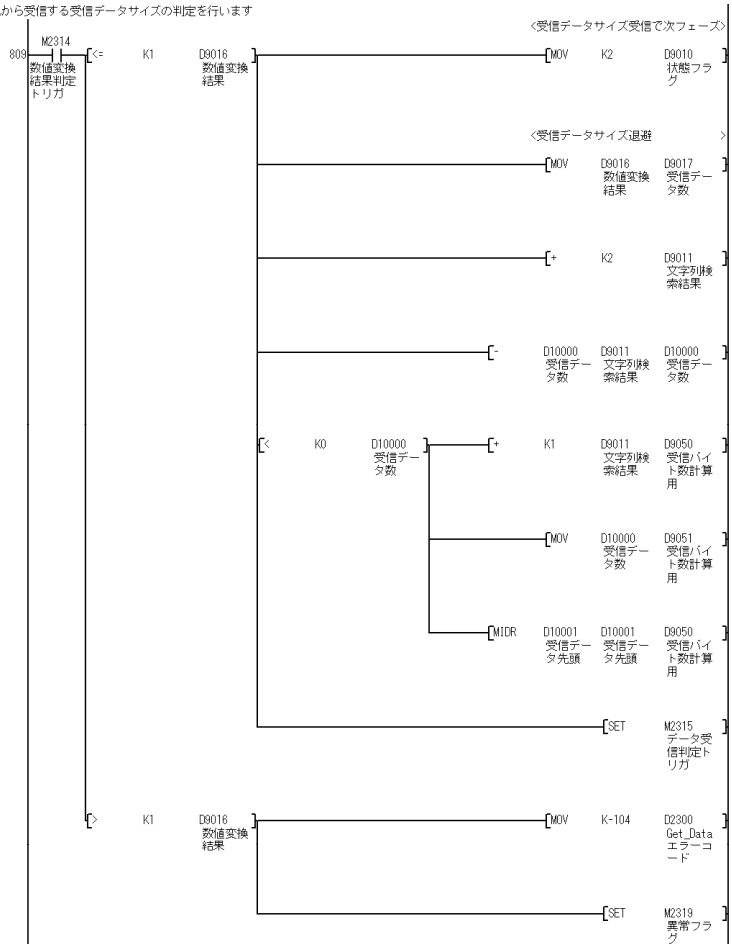 から受信する受信データサイズの判定を行います
<受信データサイズ受信で次フェーズ>
M2314
809 <= K1 D9016 MOV K2 D9010
数値変換 数値変換 状態フラ
結果判定 結果 グ
トリガ
<受信データサイズ退避 >
MOV D9016 D9017
数値変換 受信デー
結果 タ数
+ K2 D9011
文字列検
索結果
- D10000 D9011 D10000
受信デー 文字列検 受信デー
タ数 索結果 タ数
< K0 D10000 + K1 D9011 D9050
受信デー 文字列検 受信バイ
タ数 索結果 ト数計算
用
MOV D10000 D9051
受信デー 受信バイ
タ数 ト数計算
用
MIDR D10001 D10001 D9050
受信デー 受信デー 受信バイ
タ先頭 タ先頭 ト数計算
用
SET M2315
データ受
信判定ト
リガ
> K1 D9016 MOV K-104 D2300
数値変換 Get_Data
結果 エラーコ
ード
SET M2319
異常フラ
グ